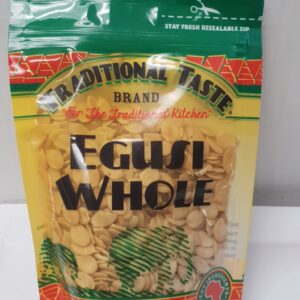 STAY FRESH RESEALABLE ZIP
TRADITIONAL TASTE
BRAND
For The Traditional Kitchen
EGUSI
WHOLE